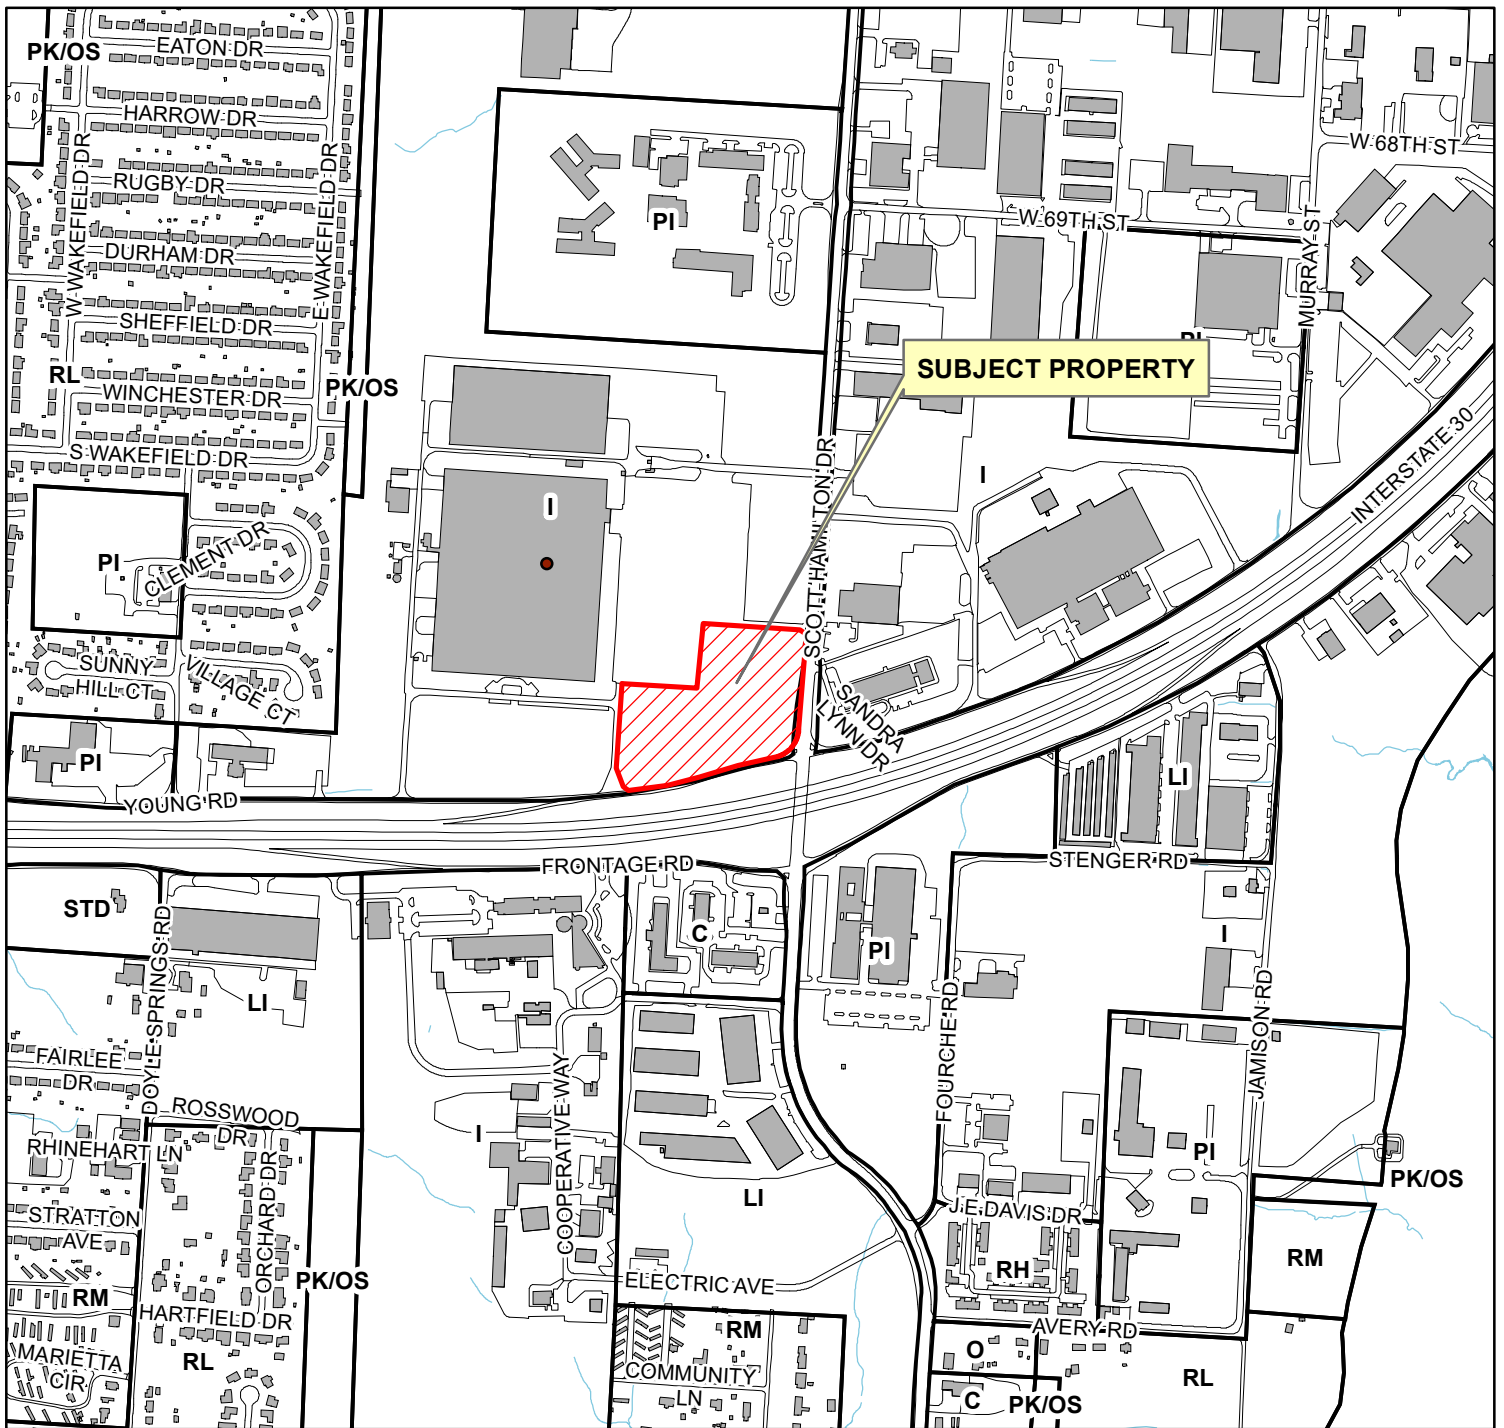 EATON DR
PK/OS
HARROW DR
W 68TH ST
W WAKEFIELD DR
E WAKEFIELD DR
RUGBY DR
PI
W 69TH ST
DURHAM DR
MURRAY ST
SHEFFIELD DR
PI
SUBJECT PROPERTY
RL
PK/OS
WINCHESTER DR
S WAKEFIELD DR
SCOTT HAMILTON DR
I
I
INTERSTATE 30
CLEMENT DR
PI
SUNNY
HILL CT
VILLAGE CT
SANDRA
LYNN DR
PI
LI
YOUNG RD
FRONTAGE RD
STENGER RD
STD
DOYLE SPRINGS RD
C
PI
I
LI
FOURCHE RD
JAMISON RD
FAIRLEE
DR
COOPERATIVE WAY
ROSSWOOD
DR
I
RHINEHART LN
PI
ORCHARD DR
PK/OS
LI
STRATTON
AVE
J E DAVIS DR
RM
RH
PK/OS
ELECTRIC AVE
RM
HARTFIELD DR
RM
AVERY RD
MARIETTA
CIR
RL
O
COMMUNITY
LN
RL
C
PK/OS